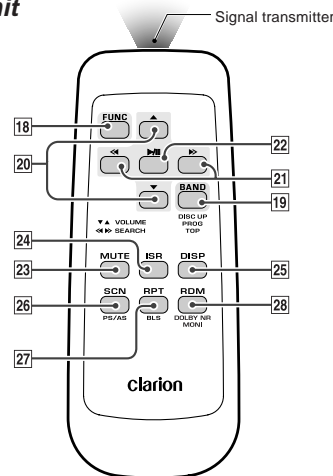 nit
Signal transmitter
18
FUNC
20
22
21
BAND
19
DISC UP
PROG
TOP
▼ ▲ VOLUME
◀◀ ▶▶ SEARCH
24
MUTE
ISR
DISP
23
25
SCN
RPT
RDM
26
28
PS/AS
BLS
DOLBY NR
MONI
27
clarion